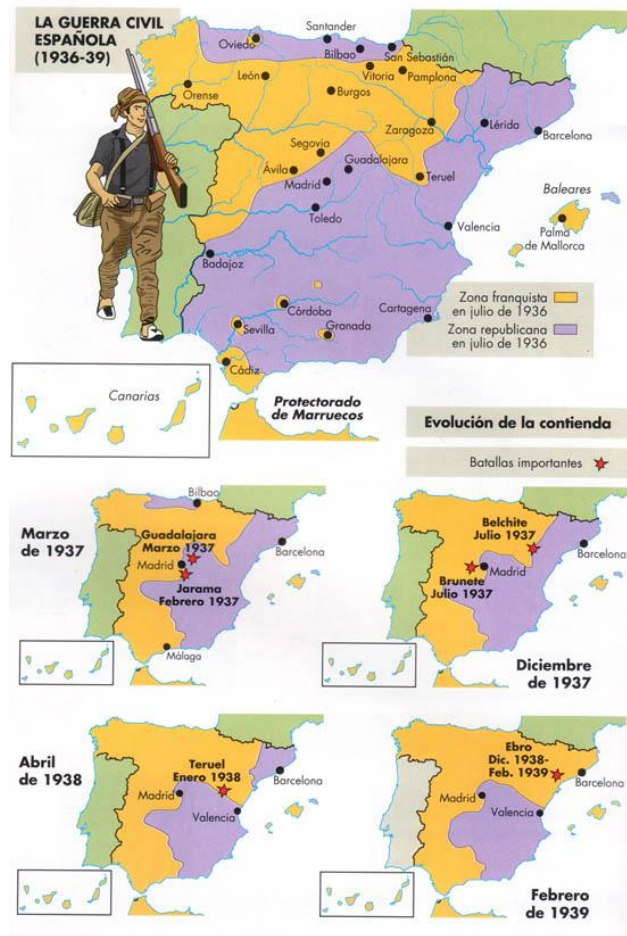 LA GUERRA CIVIL
ESPAÑOLA
(1936-39)
Santander
Oviedo
Bilbao
San Sebastián
León
Vitoria
Pamplona
Orense
Burgos
Zaragoza
Lérida
Barcelona
Segovia
Guadalajara
Ávila
Madrid
Teruel
Baleares
Toledo
Valencia
Palma
de Mallorca
Badajoz
Zona franquista
en julio de 1936
Córdoba
Cartagena
Sevilla
Granada
Zona republicana
en julio de 1936
Cádiz
Canarias
Protectorado
de Marruecos
Evolución de la contienda
Batallas importantes
Marzo
de 1937
Bilbao
Guadalajara
Marzo 1937
Madrid
Barcelona
Jarama
Febrero 1937
Málaga
Belchite
Julio 1937
Barcelona
Madrid
Brunete
Julio 1937
Diciembre
de 1937
Abril
de 1938
Teruel
Enero 1938
Barcelona
Madrid
Valencia
Ebro
Dic. 1938-
Feb. 1939
Barcelona
Madrid
Valencia
Febrero
de 1939